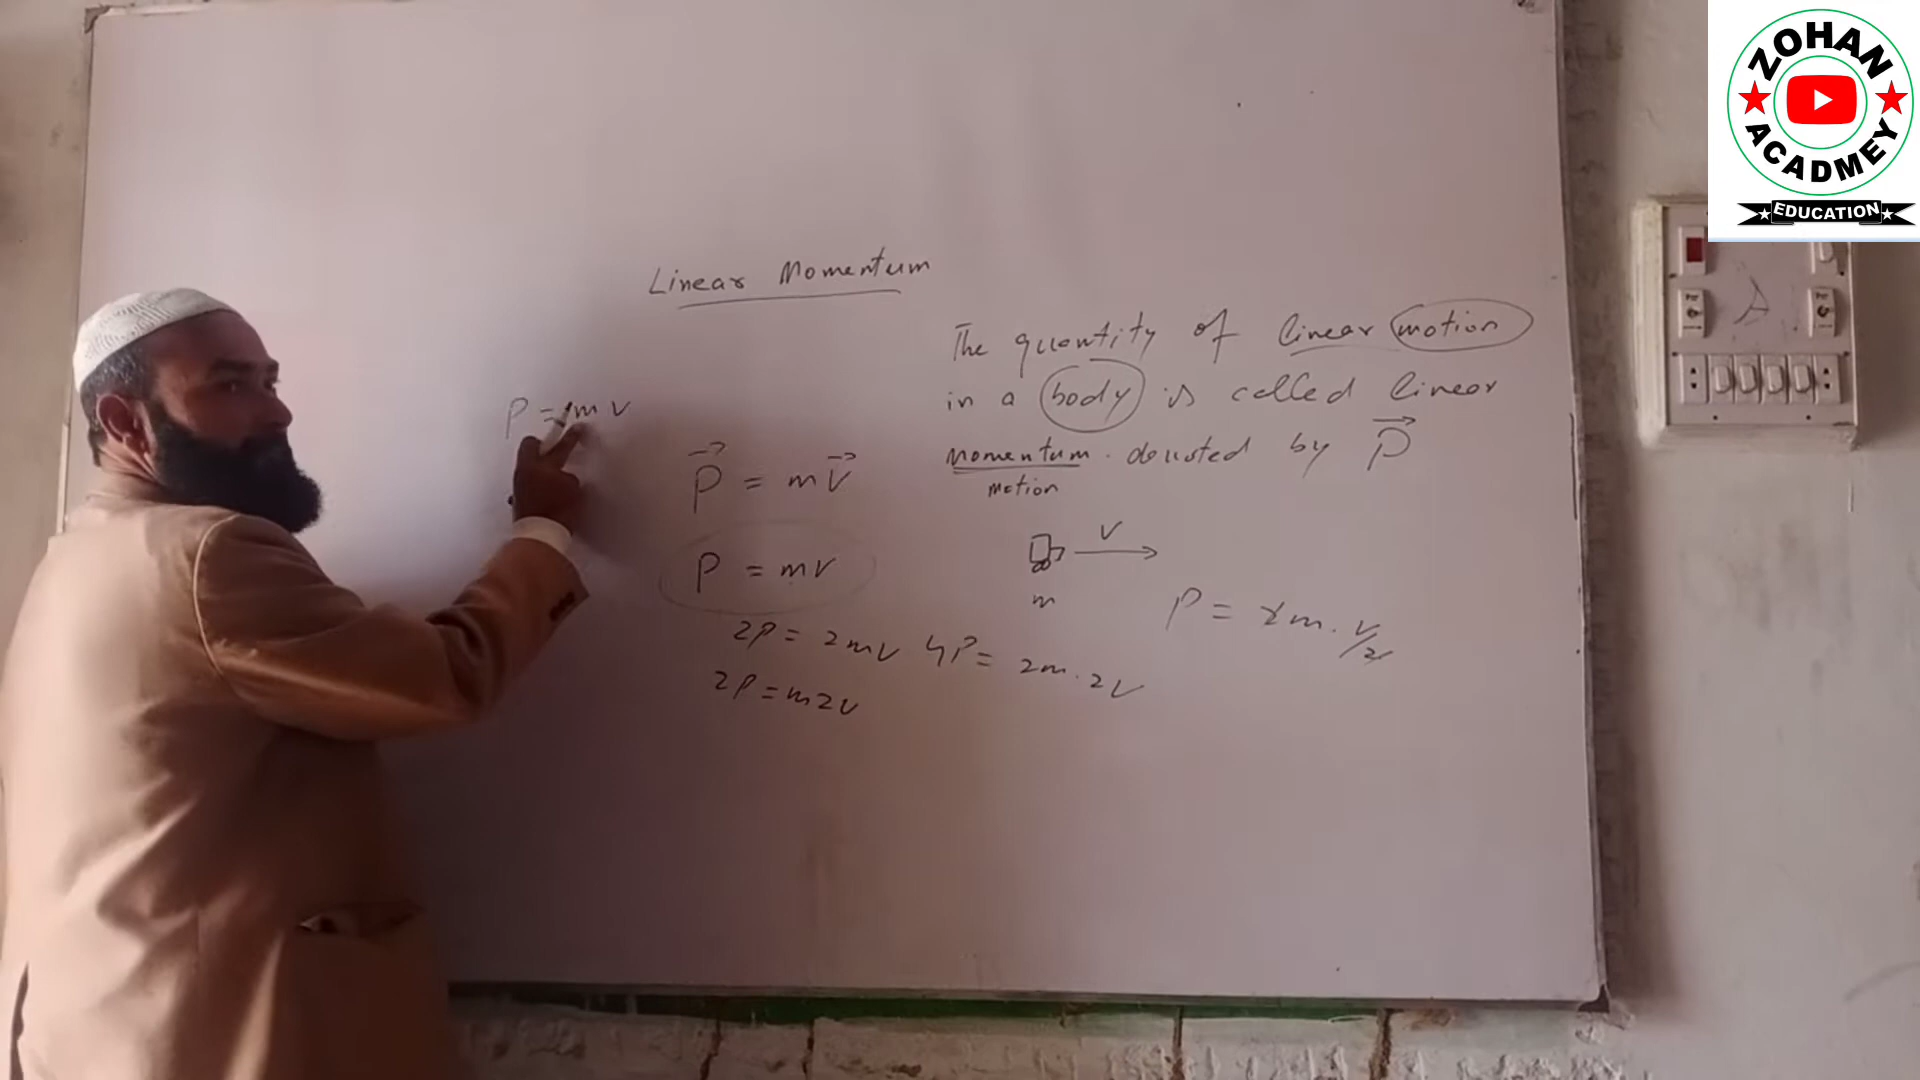 ZOHAN
ACADMEY
EDUCATION
Linear Momentum
The quantity of linear motion
in a body is called linear
momentum. denoted by P⃗
motion
P = mv
P⃗ = mv⃗
P = mv
2P = 2mv
2P = m2v
4P = 2m.2v
V
m
P = 2m.v/2